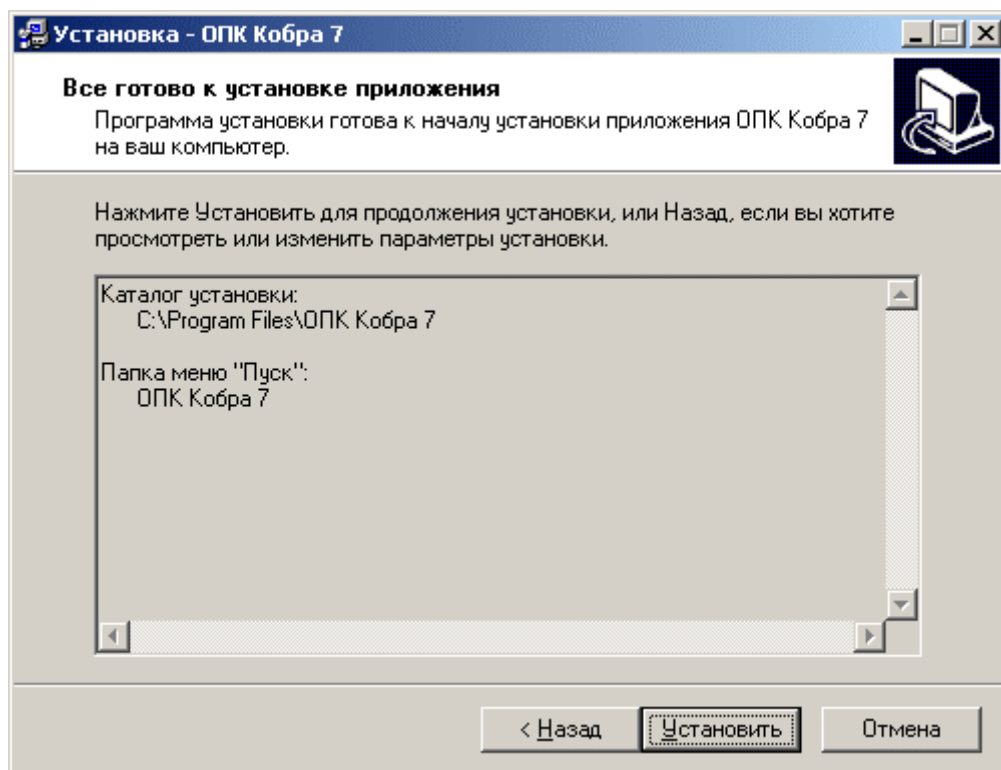 Установка - ОПК Кобра 7
Все готово к установке приложения
Программа установки готова к началу установки приложения ОПК Кобра 7
на ваш компьютер.
Нажмите Установить для продолжения установки, или Назад, если вы хотите
просмотреть или изменить параметры установки.
Каталог установки:
C:\Program Files\ОПК Кобра 7
Папка меню "Пуск":
ОПК Кобра 7
< Назад
Установить
Отмена